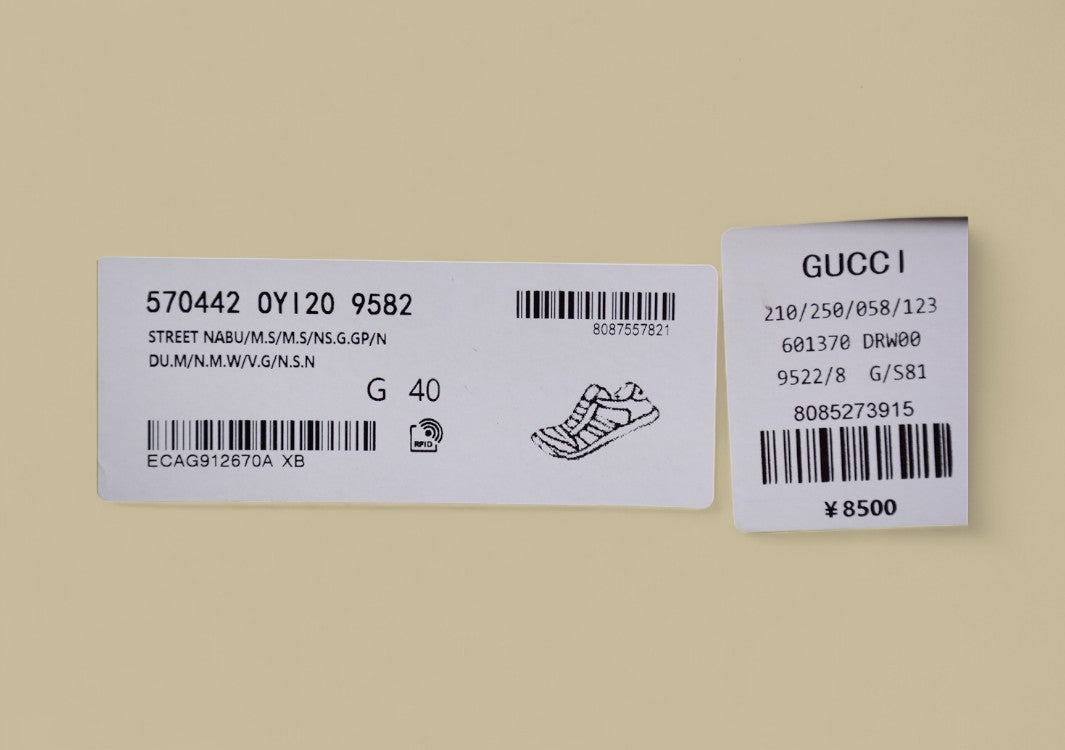 570442 0YI20 9582
STREET NABU/M.S/M.S/NS.G.GP/N
DU.M/N.M.W/V.G/N.S.N
G 40
ECAG912670A XB
RFID
8087557821
GUCCI
210/250/058/123
601370 DRW00
9522/8 G/S81
8085273915
¥8500